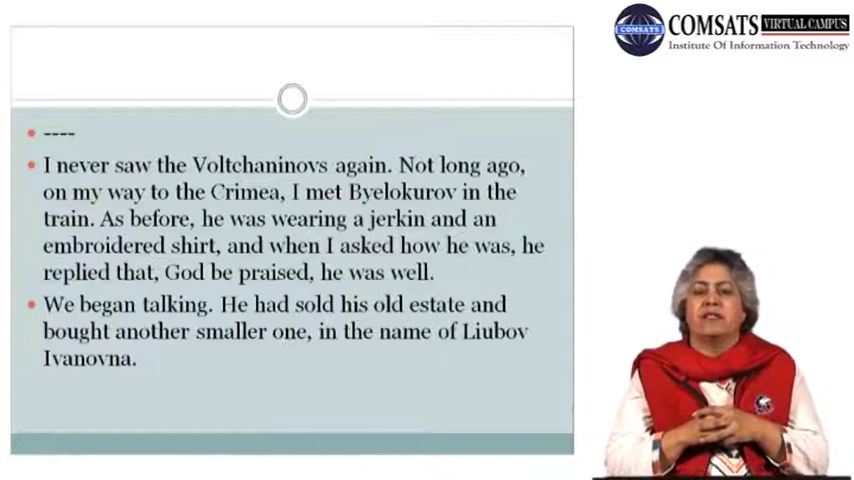 COMSATS
COMSATS VIRTUAL CAMPUS
Institute Of Information Technology
----
I never saw the Voltchaninovs again. Not long ago,
on my way to the Crimea, I met Byelokurov in the
train. As before, he was wearing a jerkin and an
embroidered shirt, and when I asked how he was, he
replied that, God be praised, he was well.
We began talking. He had sold his old estate and
bought another smaller one, in the name of Liubov
Ivanovna.